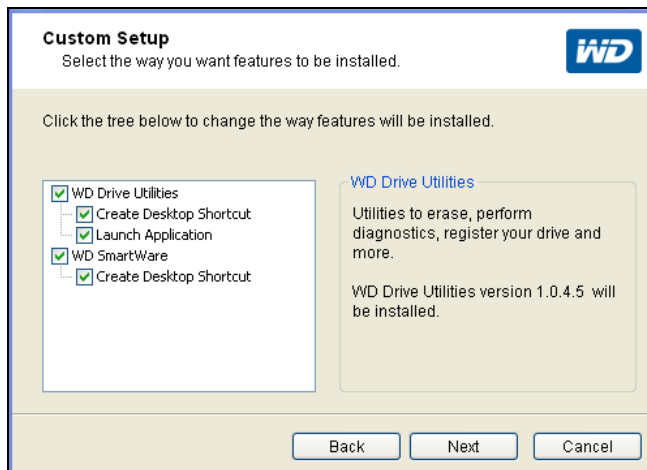 Custom Setup
Select the way you want features to be installed.
WD
Click the tree below to change the way features will be installed.
WD Drive Utilities
Create Desktop Shortcut
Launch Application
WD SmartWare
Create Desktop Shortcut
WD Drive Utilities
Utilities to erase, perform
diagnostics, register your drive and
more.
WD Drive Utilities version 1.0.4.5 will
be installed.
Back
Next
Cancel